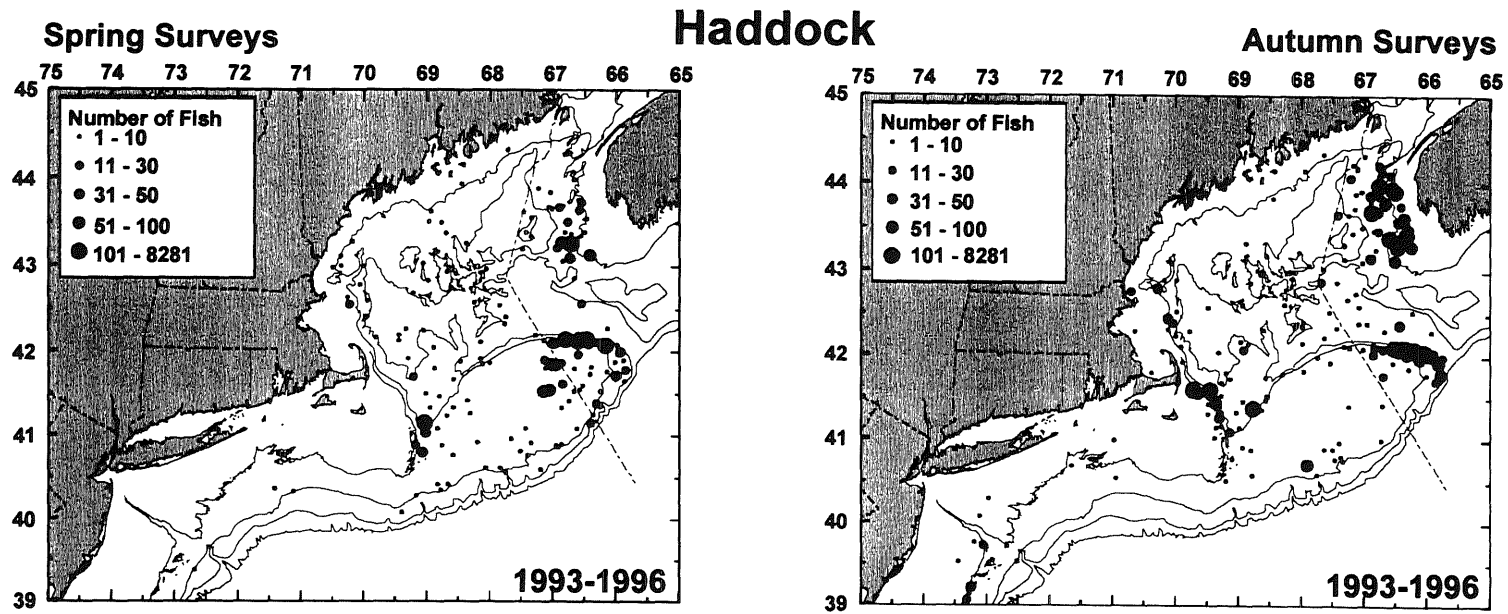 Haddock
Spring Surveys
75 74 73 72 71 70 69 68 67 66 65
45
44
43
42
41
40
39
Number of Fish
1 - 10
11 - 30
31 - 50
51 - 100
101 - 8281
1993-1996
Autumn Surveys
75 74 73 72 71 70 69 68 67 66 65
45
44
43
42
41
40
39
Number of Fish
1 - 10
11 - 30
31 - 50
51 - 100
101 - 8281
1993-1996